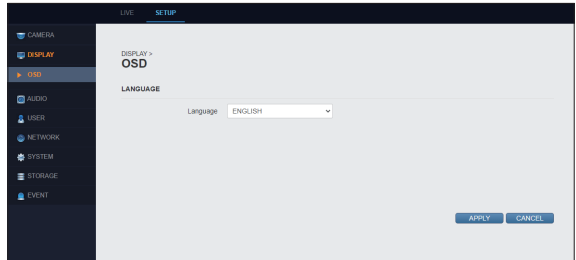 LIVE SETUP
CAMERA
DISPLAY
OSD
AUDIO
USER
NETWORK
SYSTEM
STORAGE
EVENT
DISPLAY >
OSD
LANGUAGE
Language ENGLISH
APPLY CANCEL